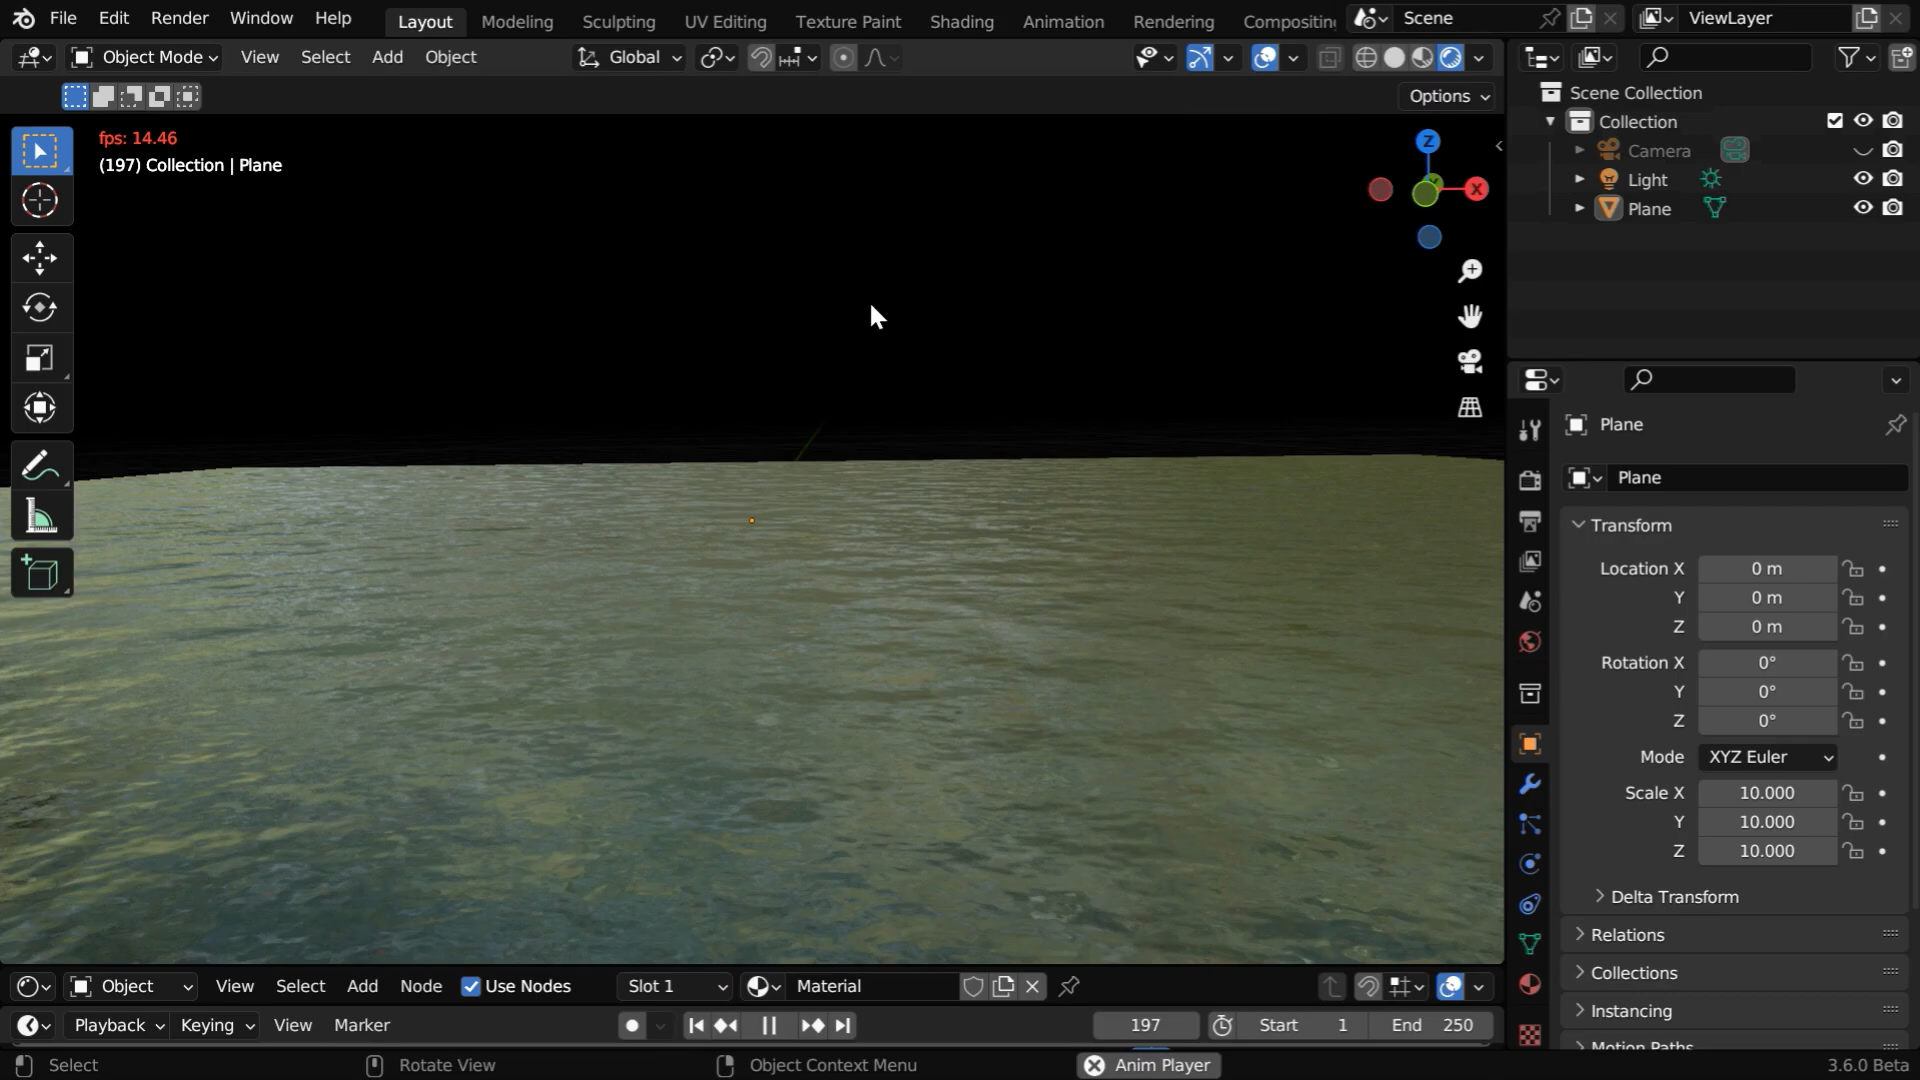 File Edit Render Window Help Layout Modeling Sculpting UV Editing Texture Paint Shading Animation Rendering Compositing Scene ViewLayer
Object Mode View Select Add Object Global
Options
fps: 14.46
(197) Collection | Plane
Z
X
Scene Collection
Collection
Camera
Light
Plane
Plane
Plane
Transform
Location X 0 m
Y 0 m
Z 0 m
Rotation X 0°
Y 0°
Z 0°
Mode XYZ Euler
Scale X 10.000
Y 10.000
Z 10.000
Delta Transform
Relations
Collections
Instancing
Motion Paths
Object View Select Add Node Use Nodes Slot 1 Material
Playback Keying View Marker 197 Start 1 End 250
Select Rotate View Object Context Menu Anim Player 3.6.0 Beta